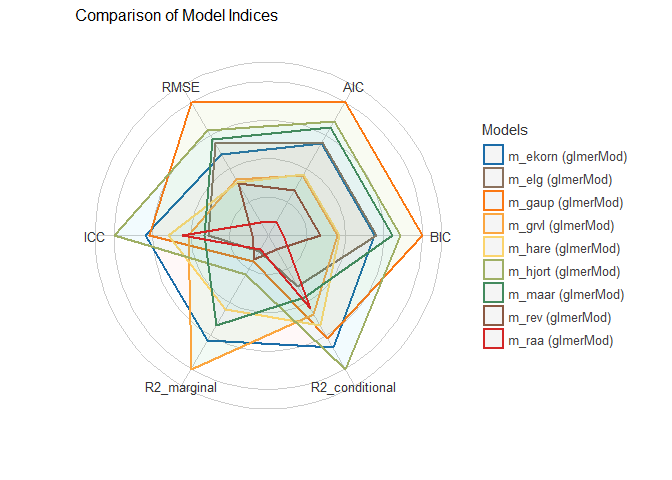 Comparison of Model Indices
RMSE
AIC
ICC
BIC
R2_marginal
R2_conditional
Models
m_ekorn (glmerMod)
m_elg (glmerMod)
m_gaup (glmerMod)
m_grvl (glmerMod)
m_hare (glmerMod)
m_hjort (glmerMod)
m_maar (glmerMod)
m_rev (glmerMod)
m_raa (glmerMod)